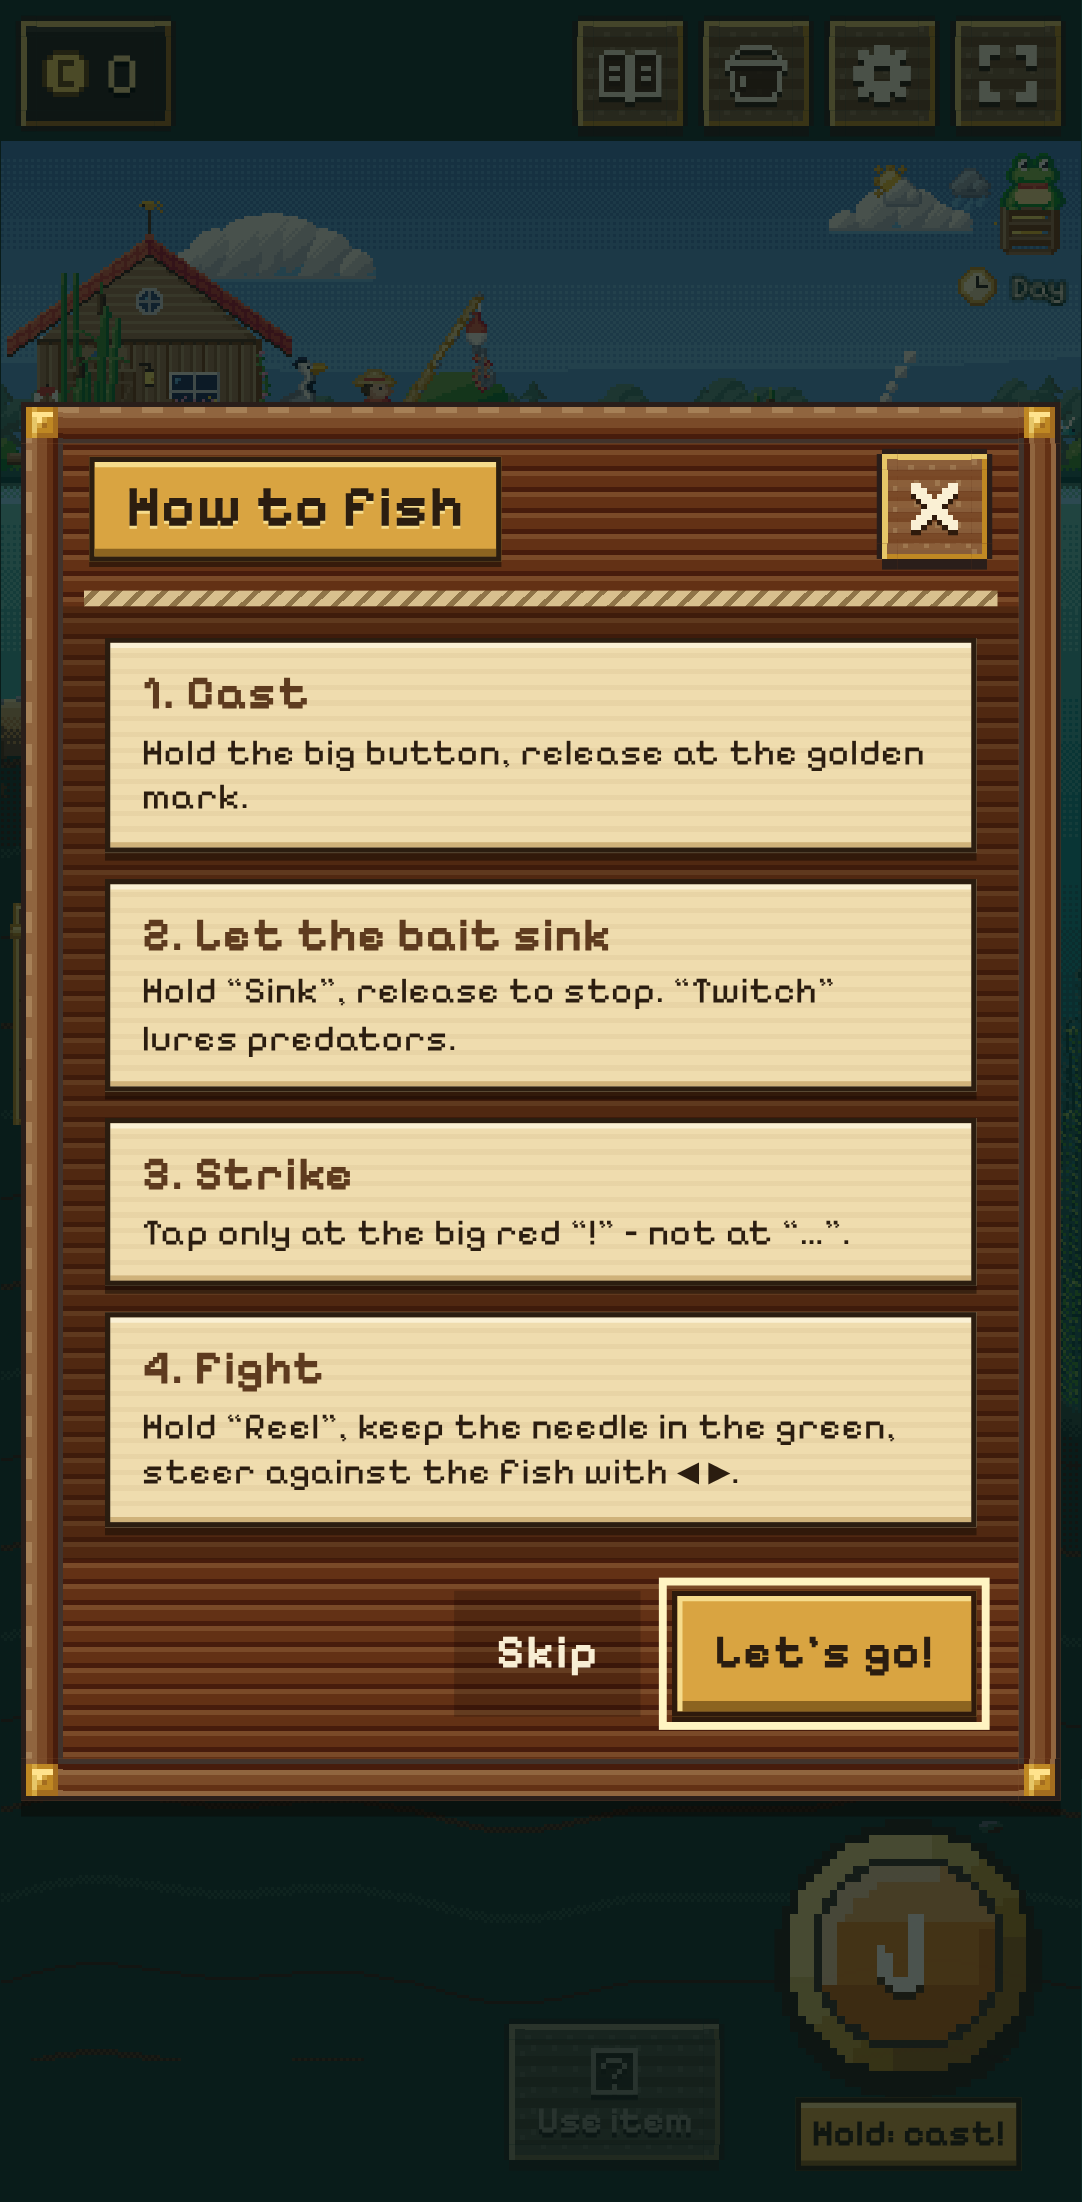 0
Day
How to fish
1. Cast
Hold the big button, release at the golden
mark.
2. Let the bait sink
Hold “Sink”, release to stop. “Twitch”
lures predators.
3. Strike
Tap only at the big red “!” - not at “...”.
4. Fight
Hold “Reel”, keep the needle in the green,
steer against the fish with ◀ ▶.
Skip
Let's go!
?
Use item
Hold: cast!